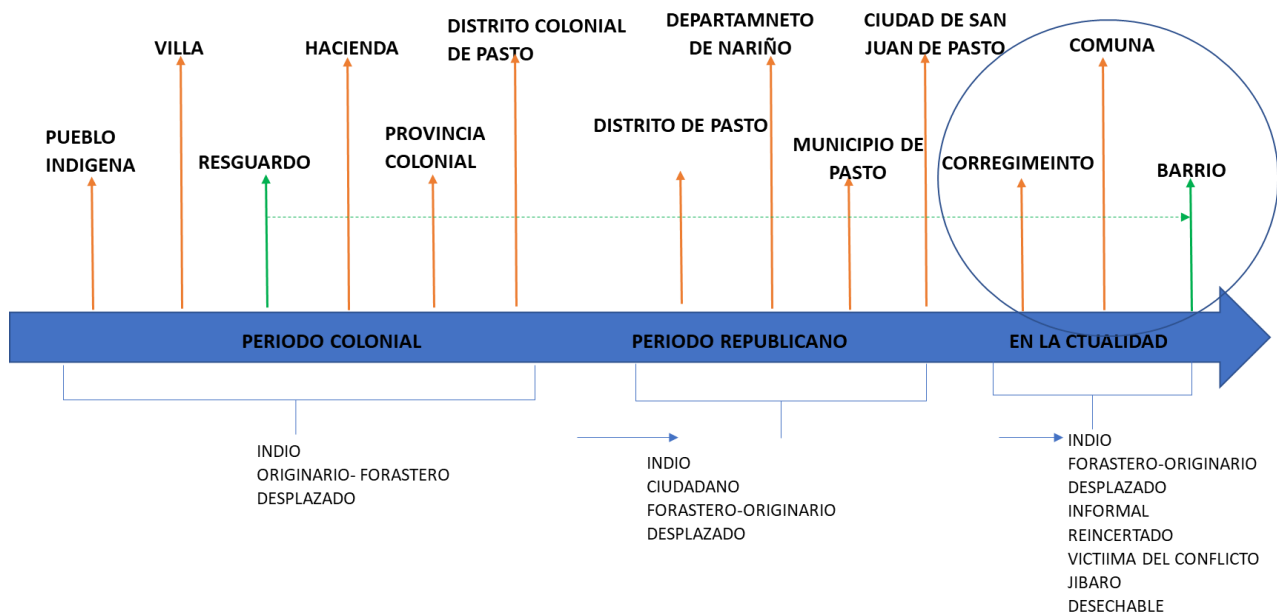 PUEBLO
INDIGENA
VILLA
RESGUARDO
HACIENDA
PROVINCIA
COLONIAL
DISTRITO COLONIAL
DE PASTO
DISTRITO DE PASTO
DEPARTAMNETO
DE NARIÑO
MUNICIPIO DE
PASTO
CIUDAD DE SAN
JUAN DE PASTO
CORREGIMEINTO
COMUNA
BARRIO
PERIODO COLONIAL
PERIODO REPUBLICANO
EN LA CTUALIDAD
INDIO
ORIGINARIO- FORASTERO
DESPLAZADO
INDIO
CIUDADANO
FORASTERO-ORIGINARIO
DESPLAZADO
INDIO
FORASTERO-ORIGINARIO
DESPLAZADO
INFORMAL
REINCERTADO
VICTIIMA DEL CONFLICTO
JIBARO
DESECHABLE